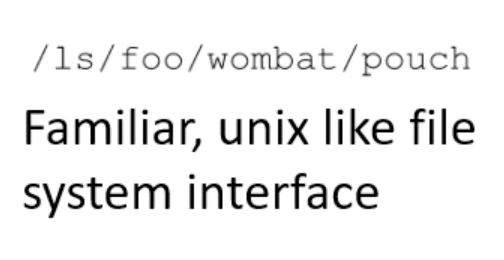 /ls/foo/wombat/pouch
Familiar, unix like file
system interface